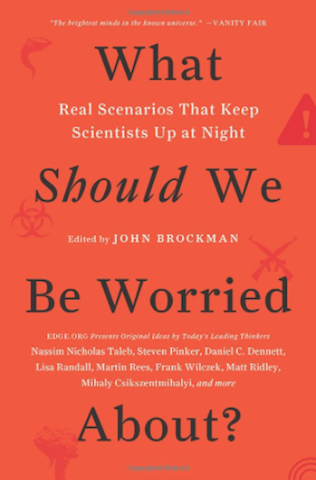 "The brightest minds in the known universe." —VANITY FAIR
What
Real Scenarios That Keep
Scientists Up at Night
Should We
Edited by JOHN BROCKMAN
Be Worried
EDGE.ORG Presents Original Ideas by Today's Leading Thinkers
Nassim Nicholas Taleb, Steven Pinker, Daniel C. Dennett,
Lisa Randall, Martin Rees, Frank Wilczek, Matt Ridley,
Mihaly Csikszentmihalyi, and more
About?